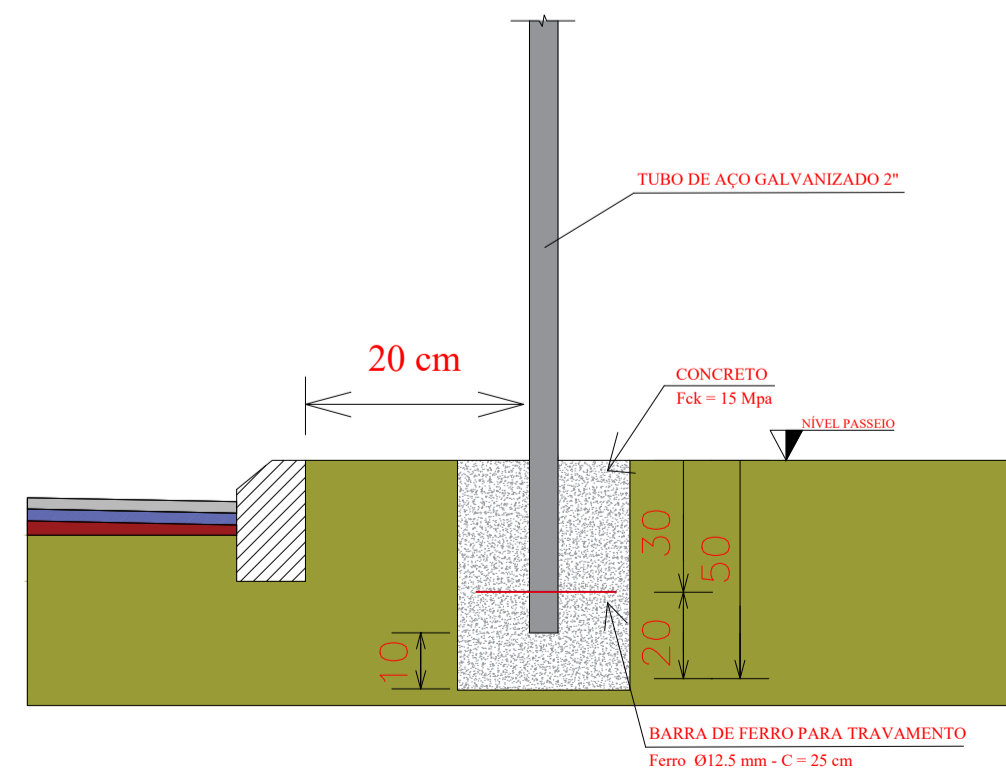 TUBO DE AÇO GALVANIZADO 2"
20 cm
CONCRETO
Fck = 15 Mpa
NÍVEL PASSEIO
30
50
20
10
BARRA DE FERRO PARA TRAVAMENTO
Ferro Ø12.5 mm - C = 25 cm